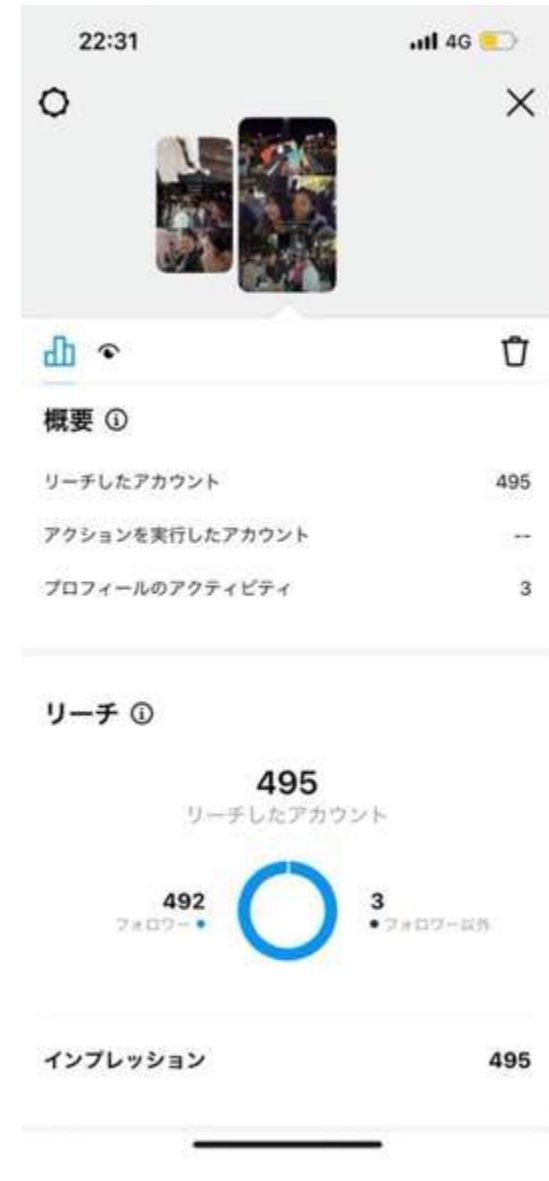 22:31
4G
概要
リーチしたアカウント 495
アクションを実行したアカウント --
プロフィールのアクティビティ 3
リーチ
495
リーチしたアカウント
492 3
フォロワー フォロワー以外
インプレッション 495